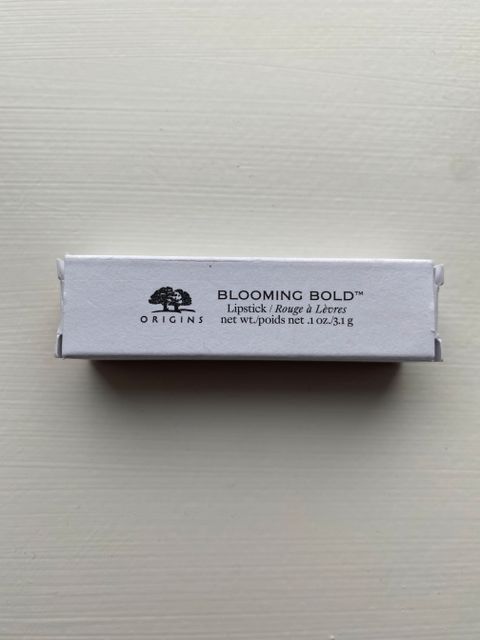 ORIGINS
BLOOMING BOLD™
Lipstick / Rouge à Lèvres
net wt./poids net .1 oz./3.1 g